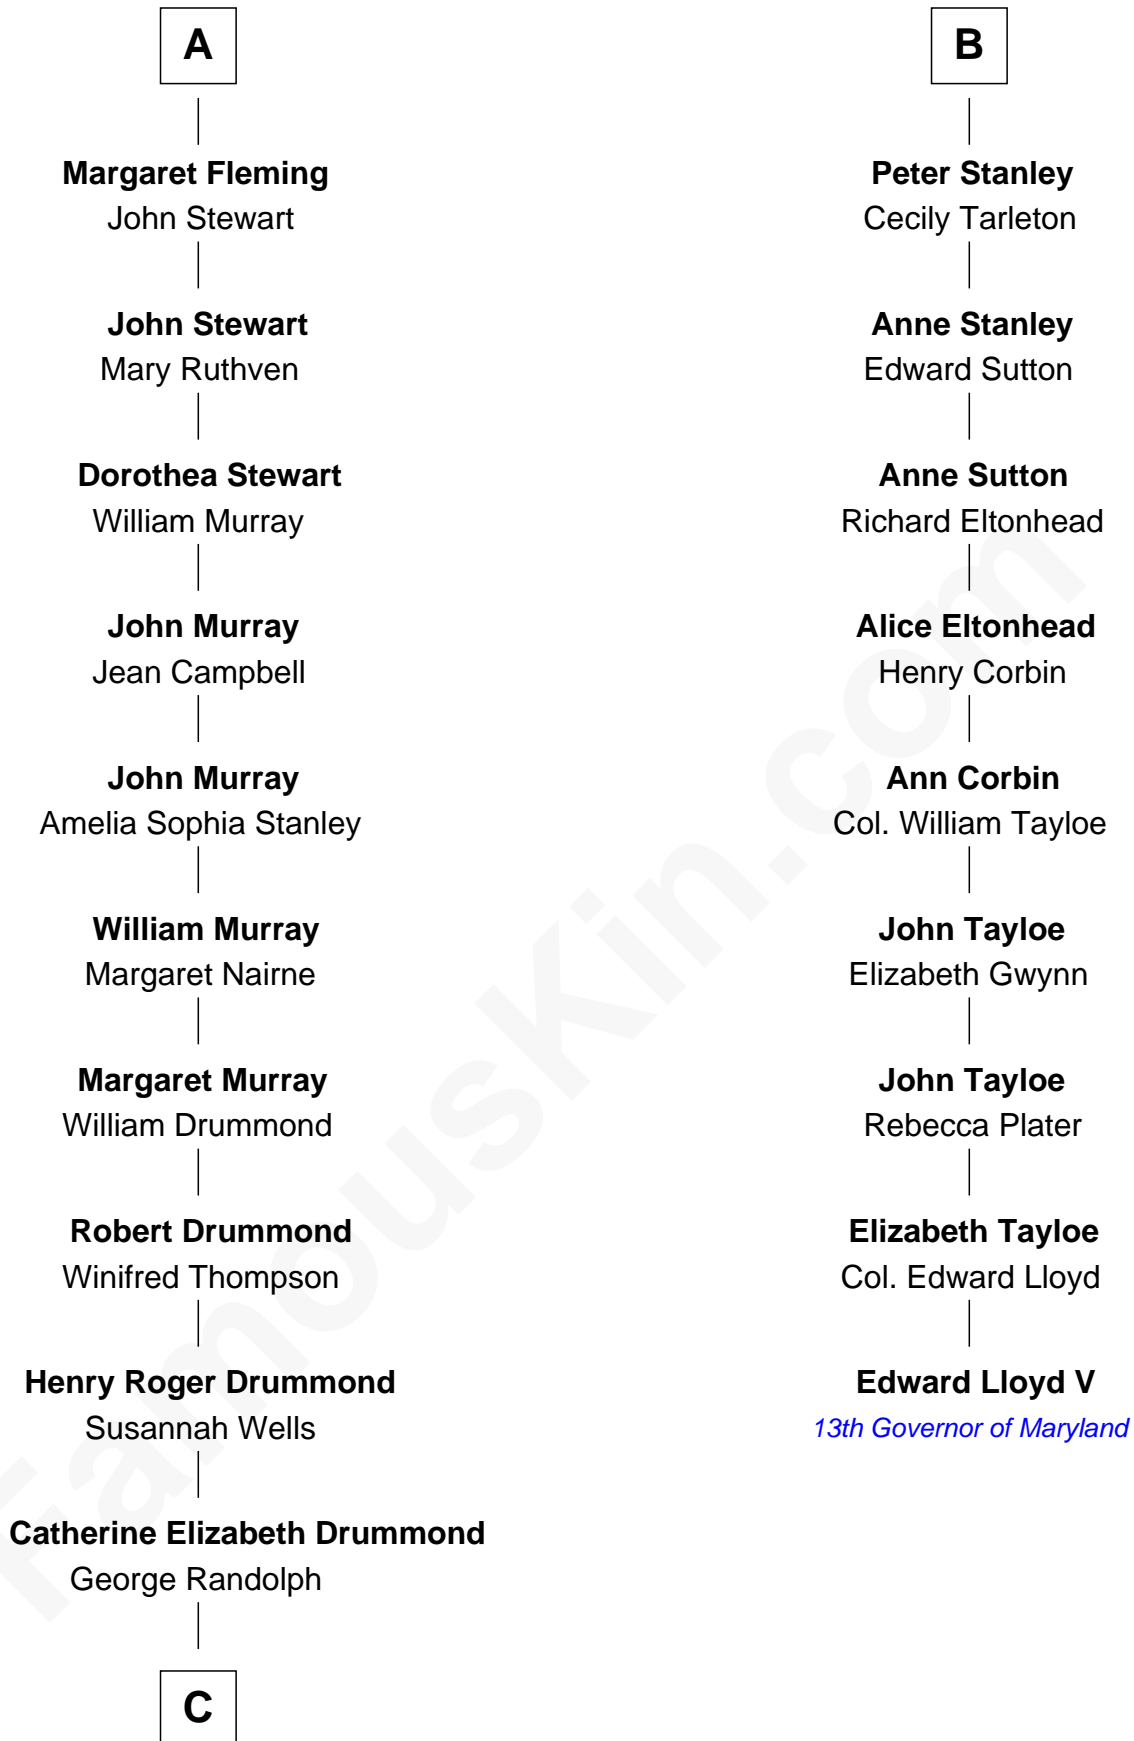 A
Margaret Fleming
John Stewart
John Stewart
Mary Ruthven
Dorothea Stewart
William Murray
John Murray
Jean Campbell
John Murray
Amelia Sophia Stanley
William Murray
Margaret Nairne
Margaret Murray
William Drummond
Robert Drummond
Winifred Thompson
Henry Roger Drummond
Susannah Wells
Catherine Elizabeth Drummond
George Randolph
C
B
Peter Stanley
Cecily Tarleton
Anne Stanley
Edward Sutton
Anne Sutton
Richard Eltonhead
Alice Eltonhead
Henry Corbin
Ann Corbin
Col. William Tayloe
John Tayloe
Elizabeth Gwynn
John Tayloe
Rebecca Plater
Elizabeth Tayloe
Col. Edward Lloyd
Edward Lloyd V
13th Governor of Maryland
FamousKin.com